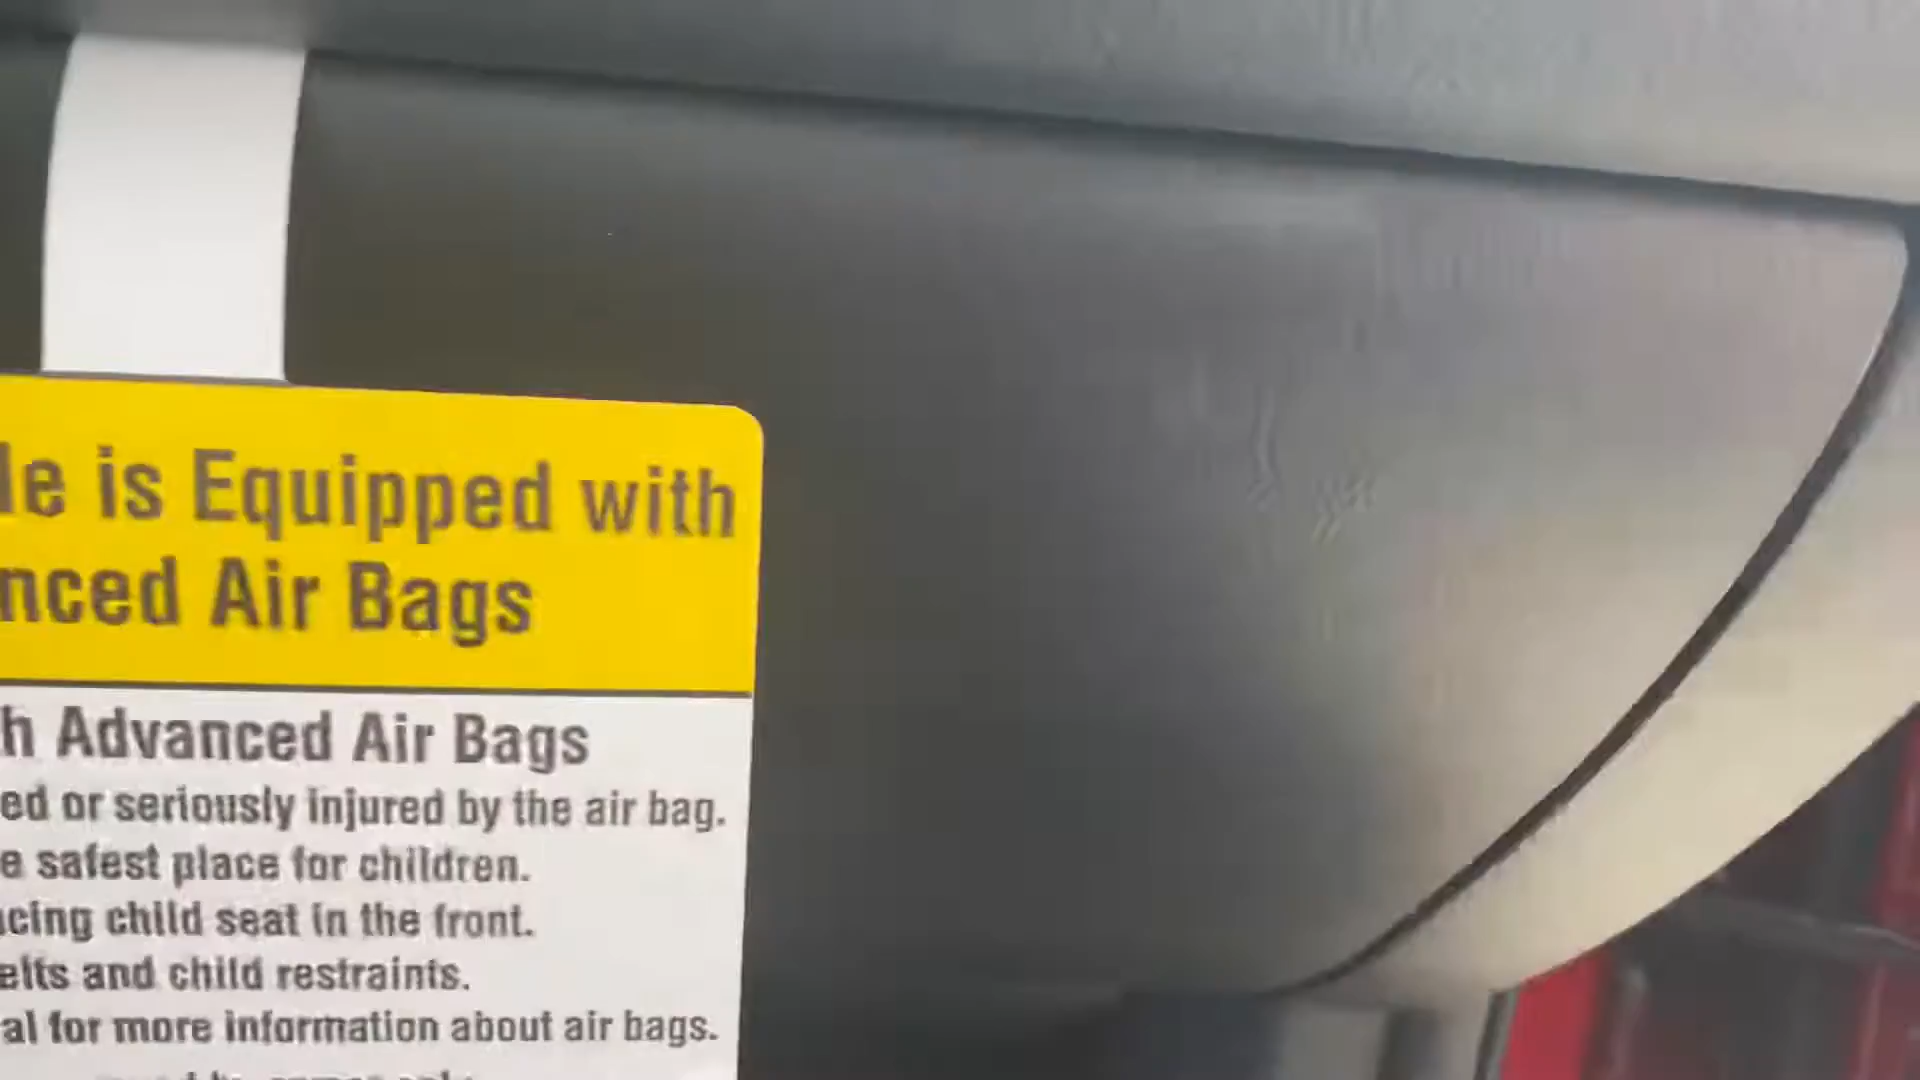 le is Equipped with
nced Air Bags
h Advanced Air Bags
ed or seriously injured by the air bag.
e safest place for children.
cing child seat in the front.
elts and child restraints.
al for more information about air bags.